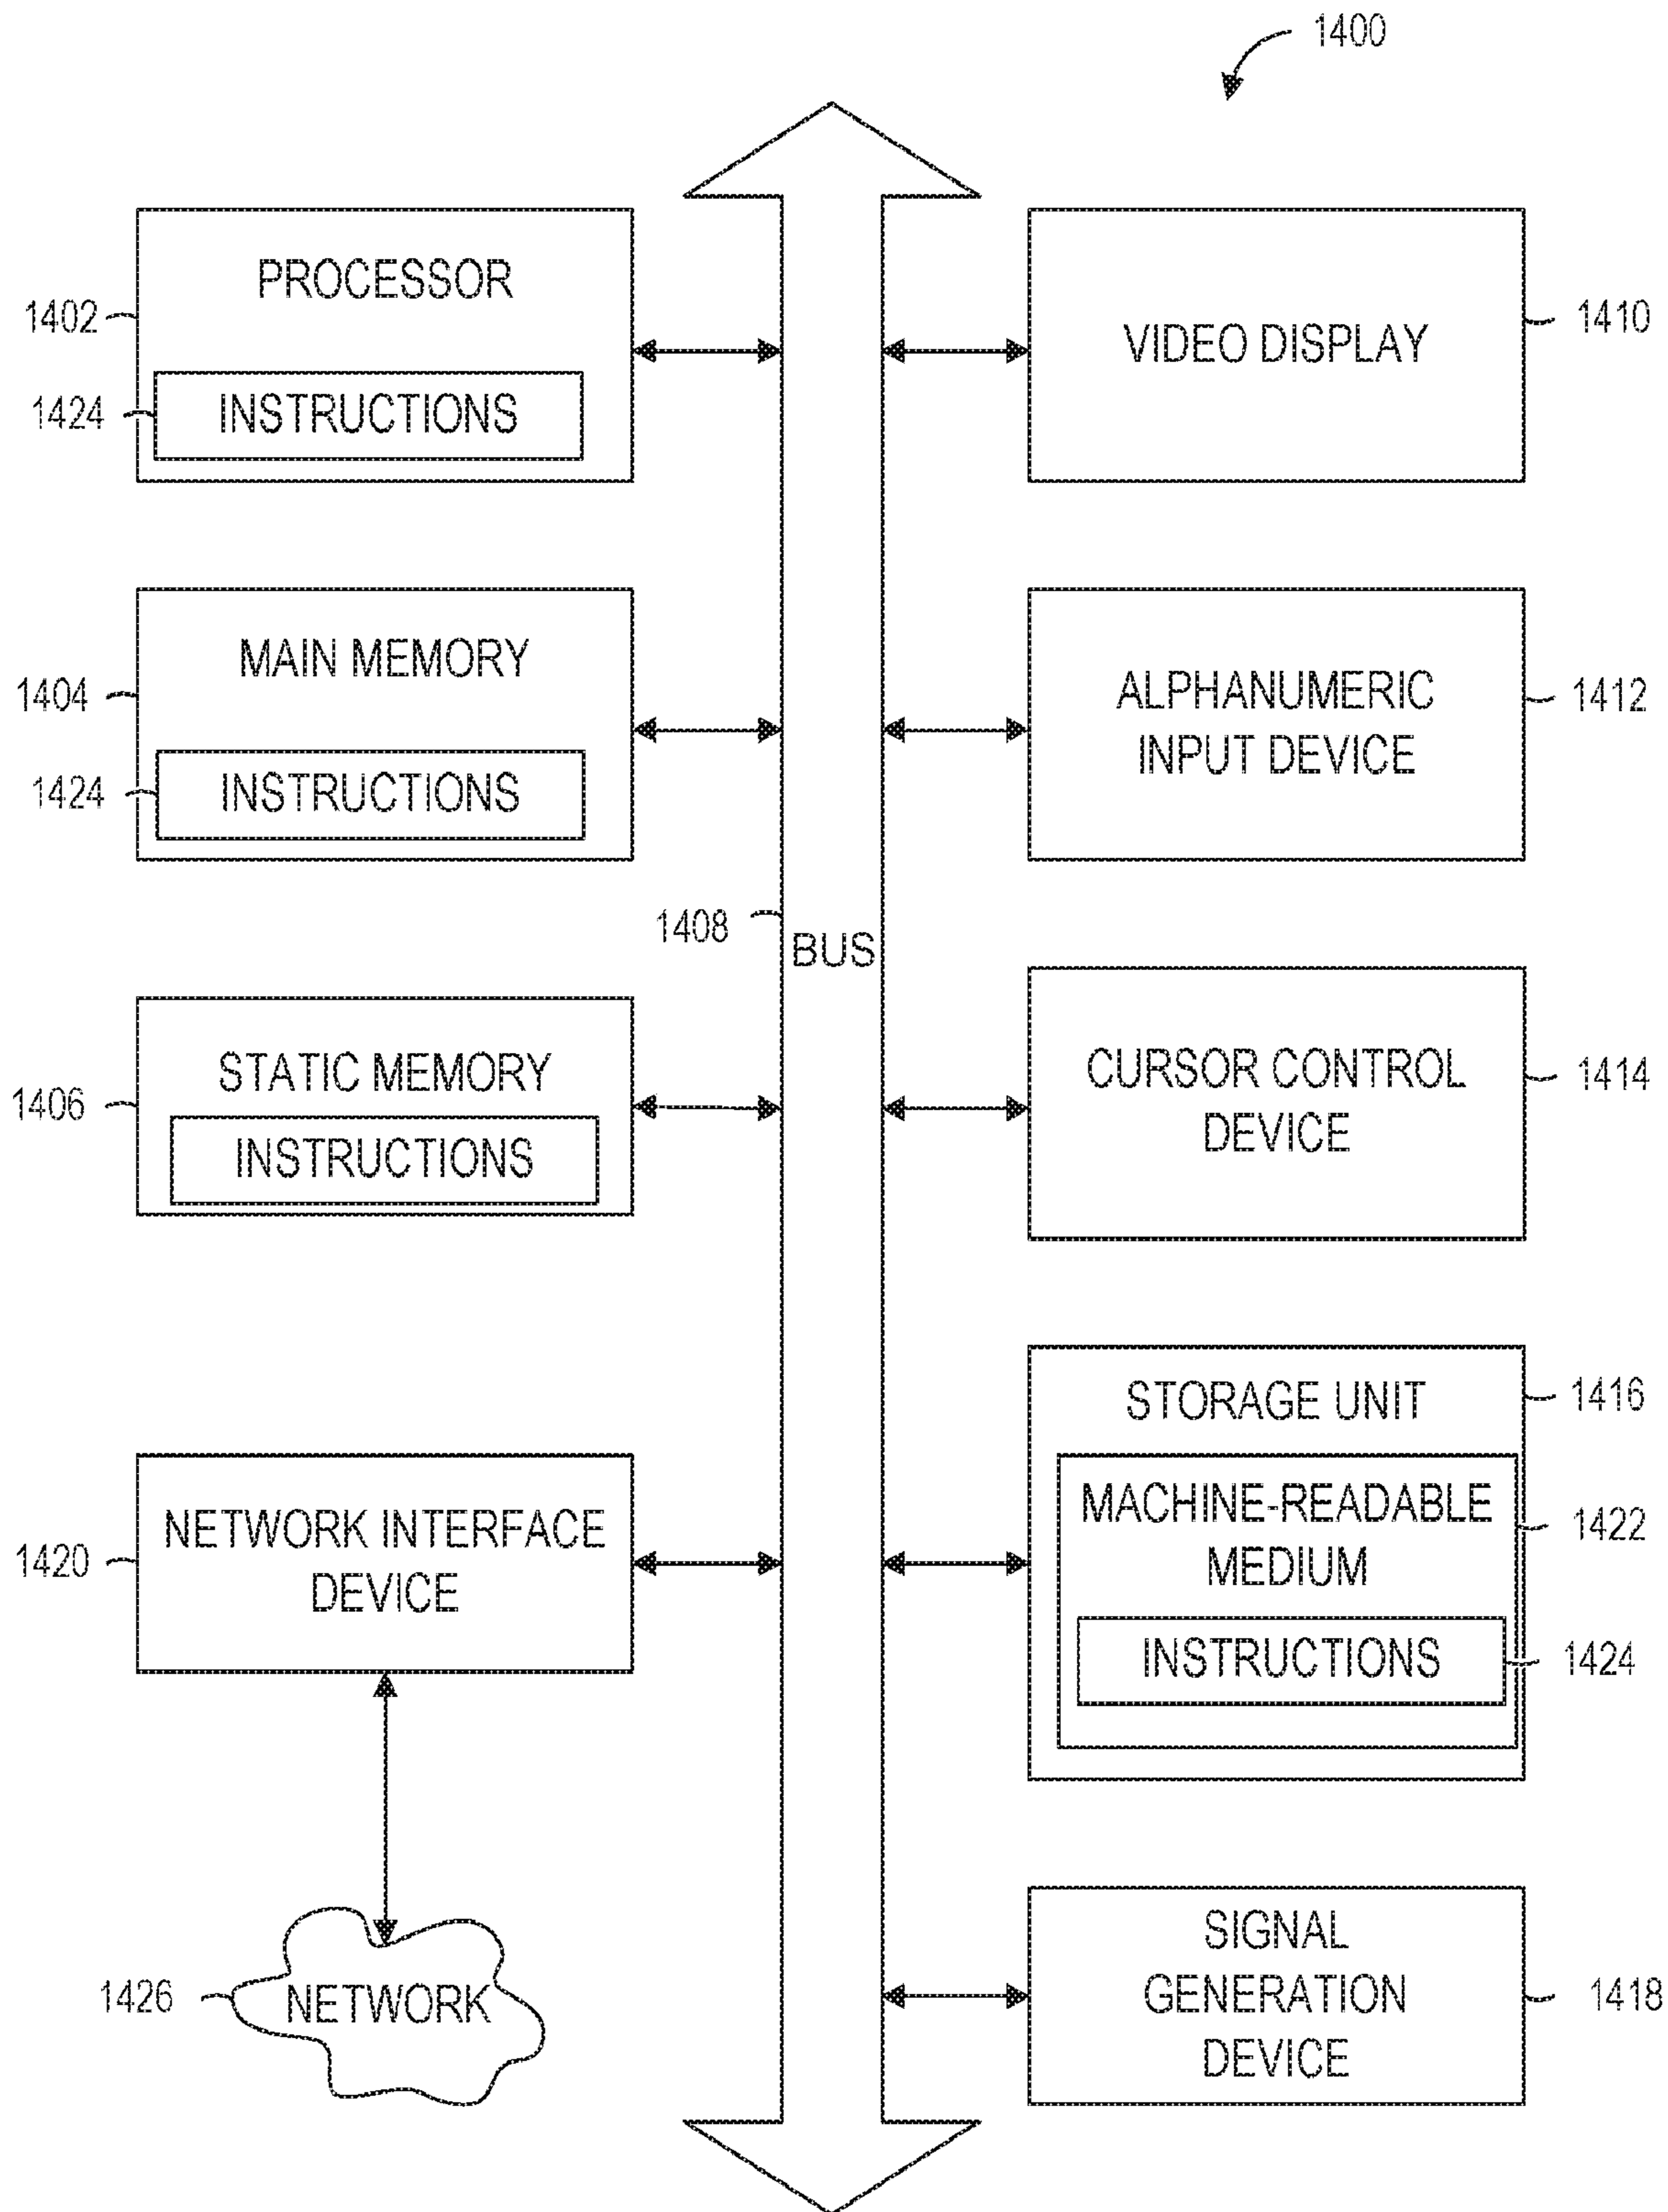 1400
PROCESSOR
1402
1424
INSTRUCTIONS
MAIN MEMORY
1404
1424
INSTRUCTIONS
1408
BUS
STATIC MEMORY
1406
INSTRUCTIONS
NETWORK INTERFACE
DEVICE
1420
1426
NETWORK
VIDEO DISPLAY
1410
ALPHANUMERIC
INPUT DEVICE
1412
CURSOR CONTROL
DEVICE
1414
STORAGE UNIT
1416
MACHINE-READABLE
MEDIUM
1422
INSTRUCTIONS
1424
SIGNAL
GENERATION
DEVICE
1418